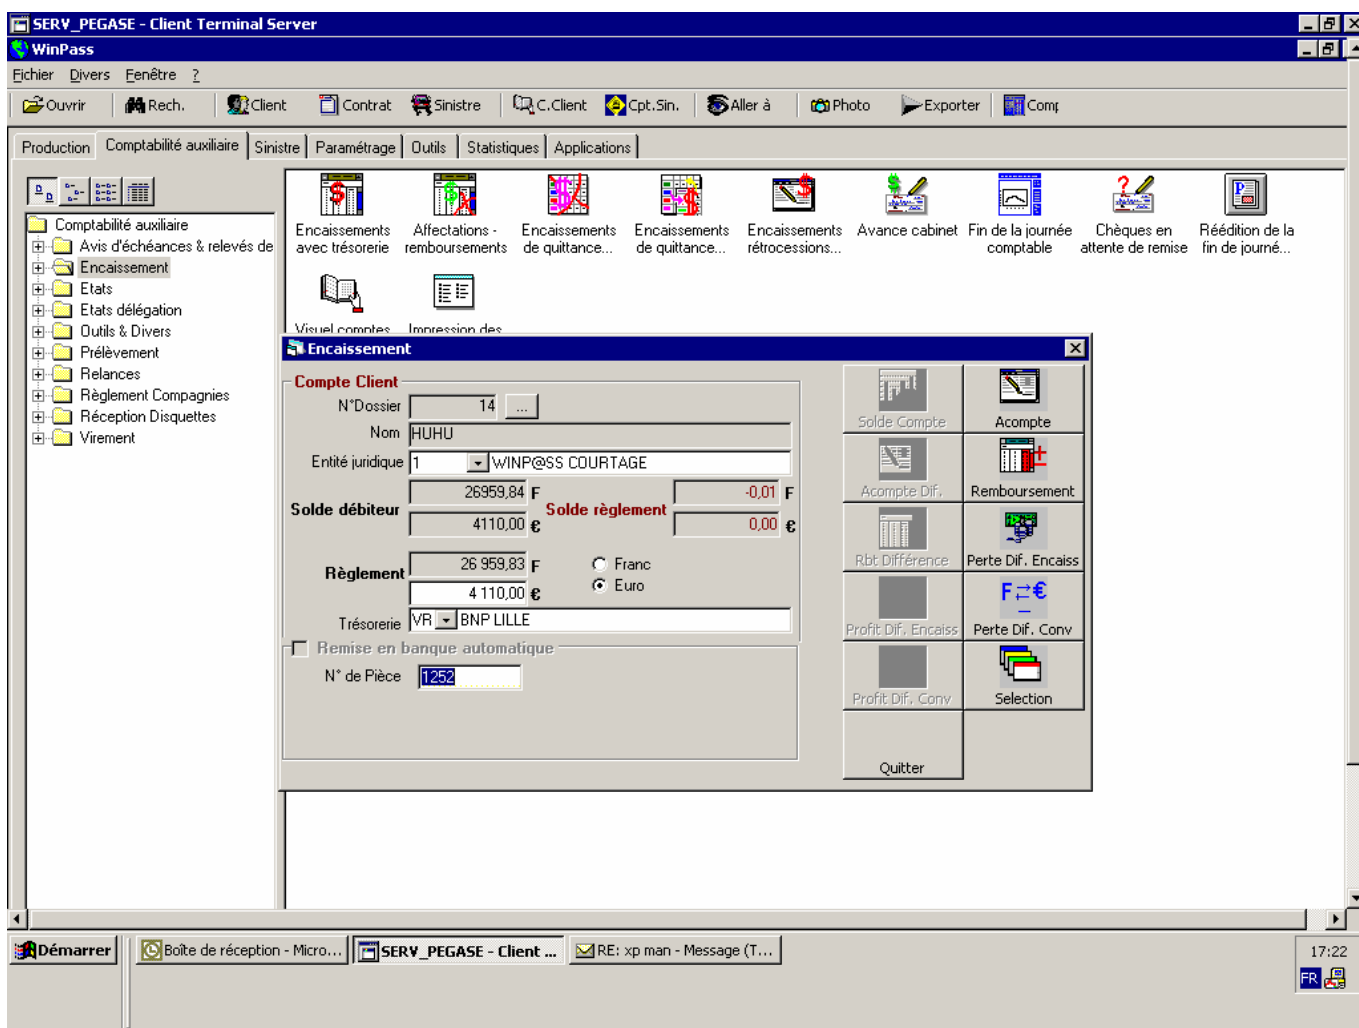 SERV_PEGASE - Client Terminal Server
WinPass
Fichier Divers Fenêtre ?
Ouvrir Rech. Client Contrat Sinistre C.Client Cpt.Sin. Aller à Photo Exporter Comp
Production Comptabilité auxiliaire Sinistre Paramétrage Outils Statistiques Applications
Comptabilité auxiliaire
Avis d'échéances & relevés de
Encaissement
Etats
Etats délégation
Outils & Divers
Prélèvement
Relances
Règlement Compagnies
Réception Disquettes
Virement
Encaissements avec trésorerie
Affectations - remboursements
Encaissements de quittance...
Encaissements de quittance...
Encaissements rétrocessions...
Avance cabinet
Fin de la journée comptable
Chèques en attente de remise
Réédition de la fin de journé...
Visuel comptes
Impression des
Encaissement
Compte Client
N°Dossier 14 ...
Nom HUHU
Entité juridique 1 WINP@SS COURTAGE
Solde débiteur 26959,84 F
4110,00 €
Solde règlement -0,01 F
0,00 €
Règlement 26 959,83 F
4 110,00 €
Franc
Euro
Trésorerie VR BNP LILLE
Remise en banque automatique
N° de Pièce 1252
Solde Compte Acompte
Acompte Dif. Remboursement
Rbt Différence Perte Dif. Encaiss
F €
Profit Dif. Encaiss Perte Dif. Conv
Profit Dif. Conv Selection
Quitter
Démarrer Boîte de réception - Micro... SERV_PEGASE - Client ... RE: xp man - Message (T... 17:22
FR